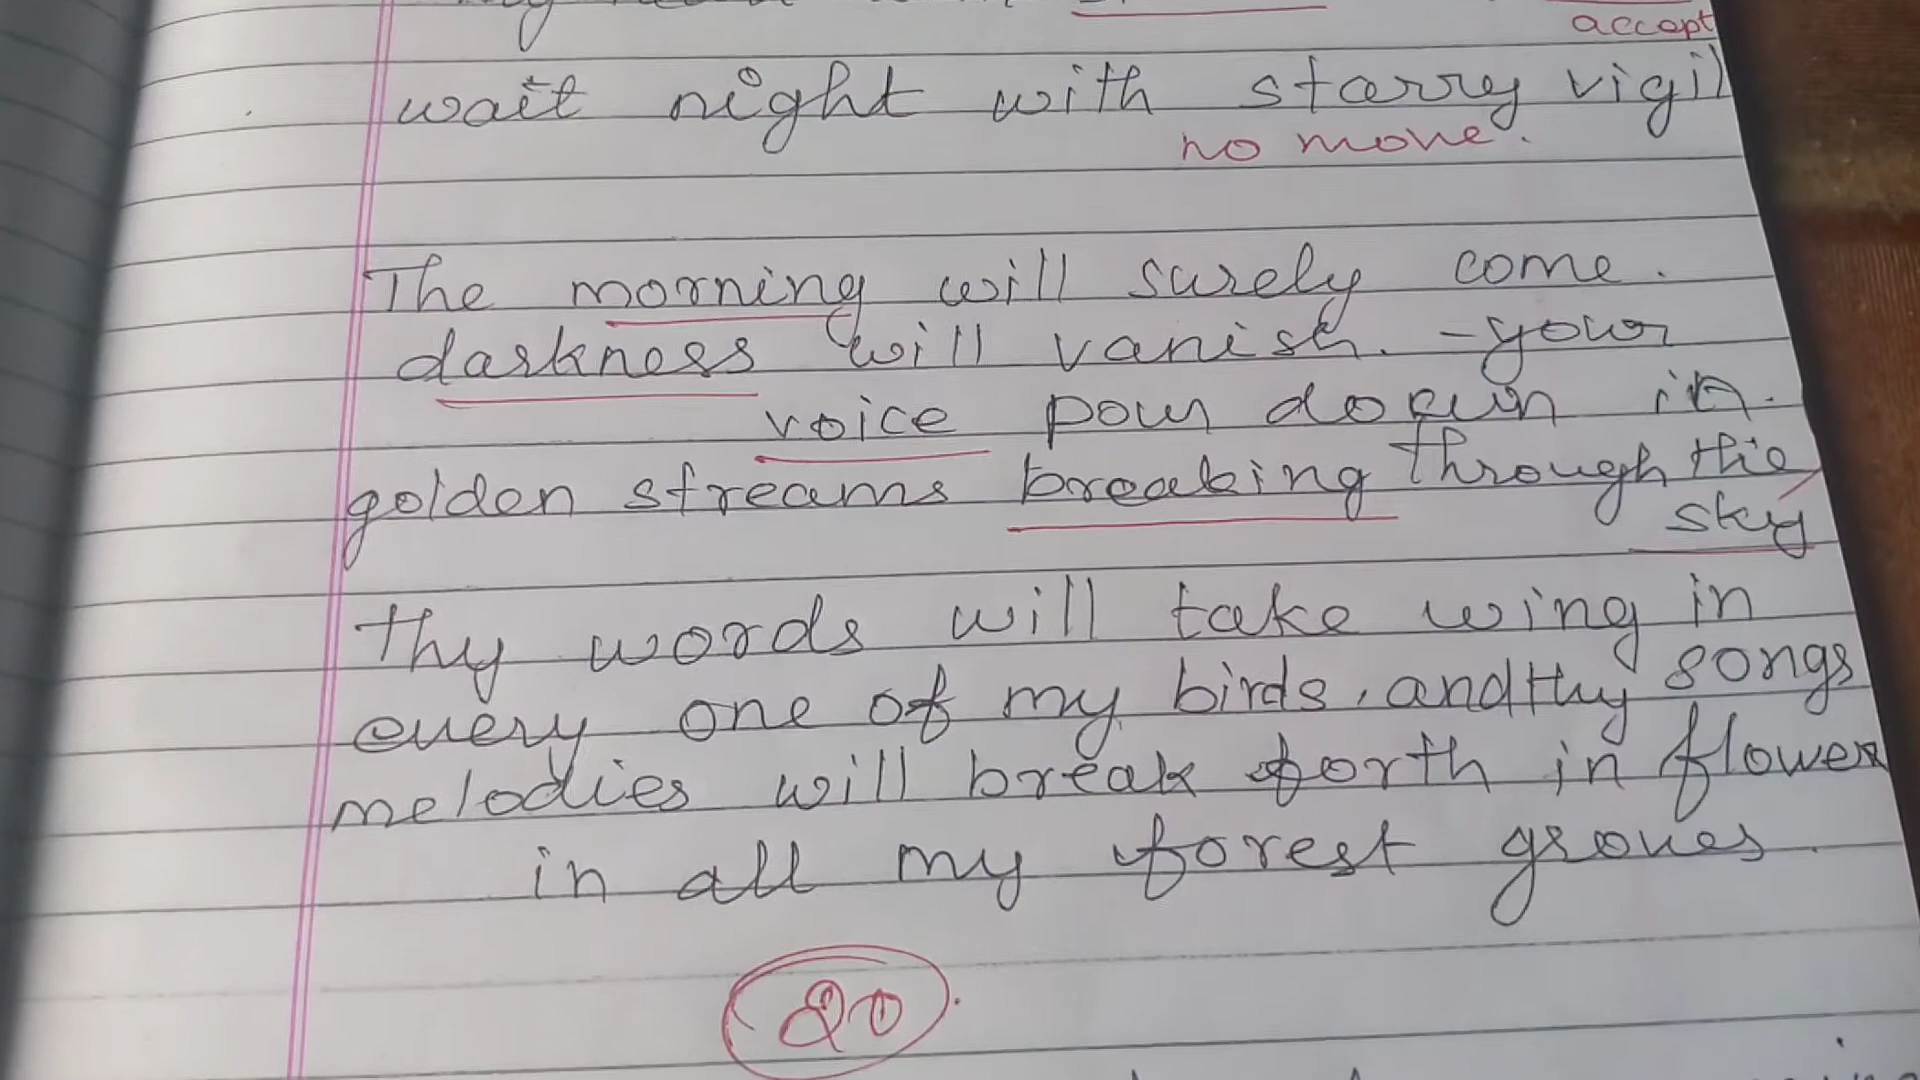 accept
wait night with starry vigil
no move.
The morning will surely come.
darkness will vanish. - your
voice pour down in.
golden streams breaking through the
sky
Thy words will take wing in
every one of my birds, and thy songs
melodies will break forth in flower
in all my forest groves.
20